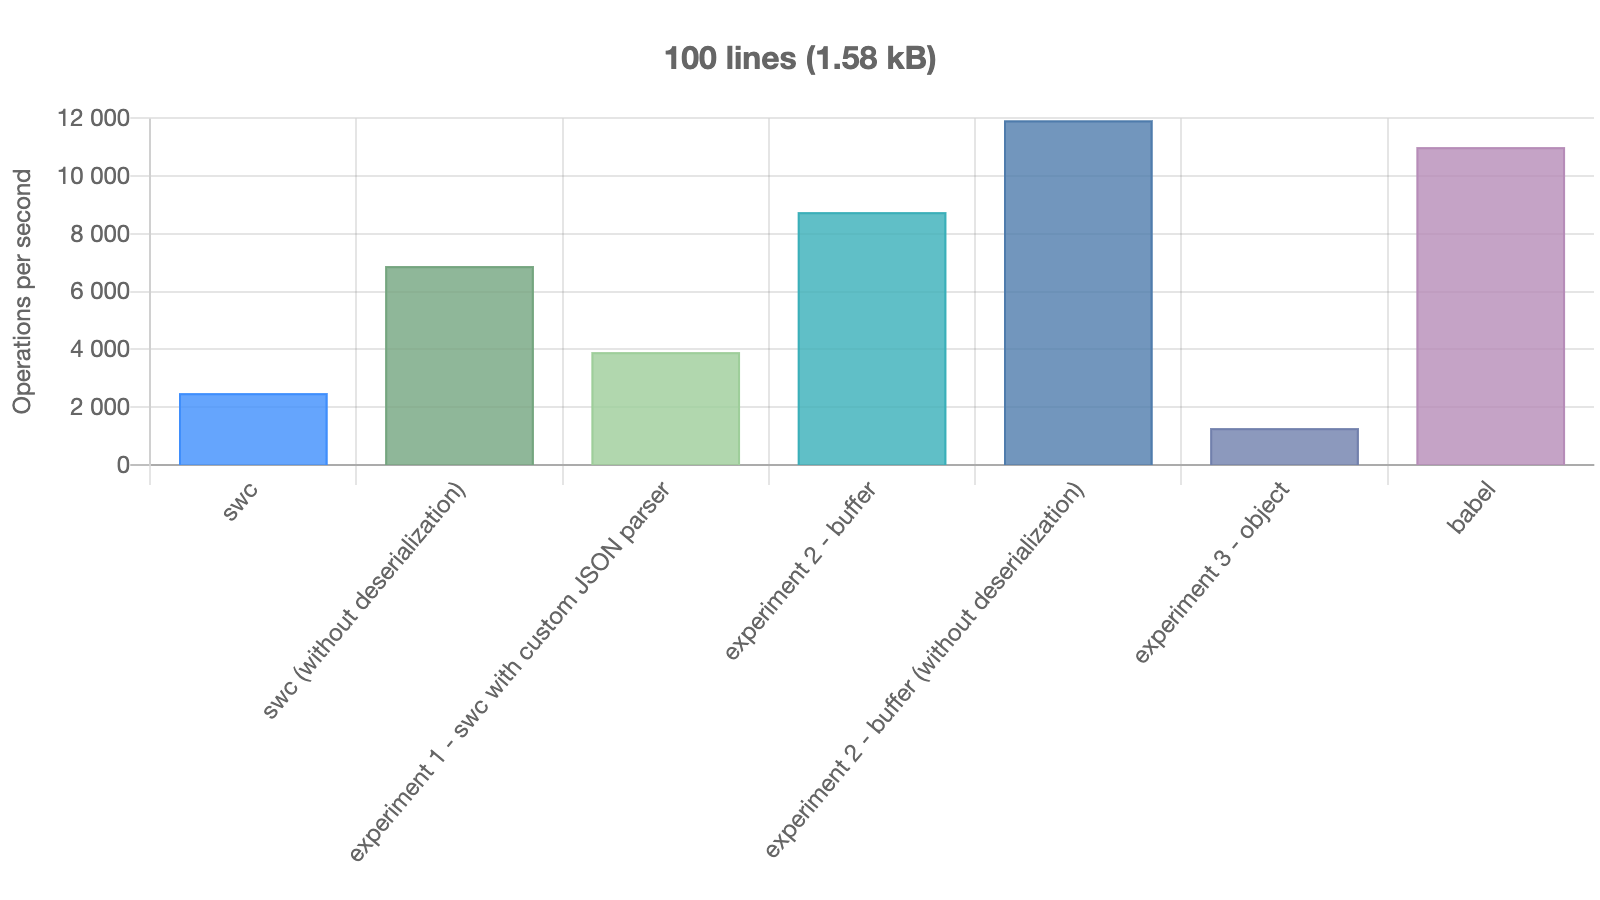 100 lines (1.58 kB)
Operations per second
12 000
10 000
8 000
6 000
4 000
2 000
0
swc
swc (without deserialization)
experiment 1 - swc with custom JSON parser
experiment 2 - buffer
experiment 2 - buffer (without deserialization)
experiment 3 - object
babel